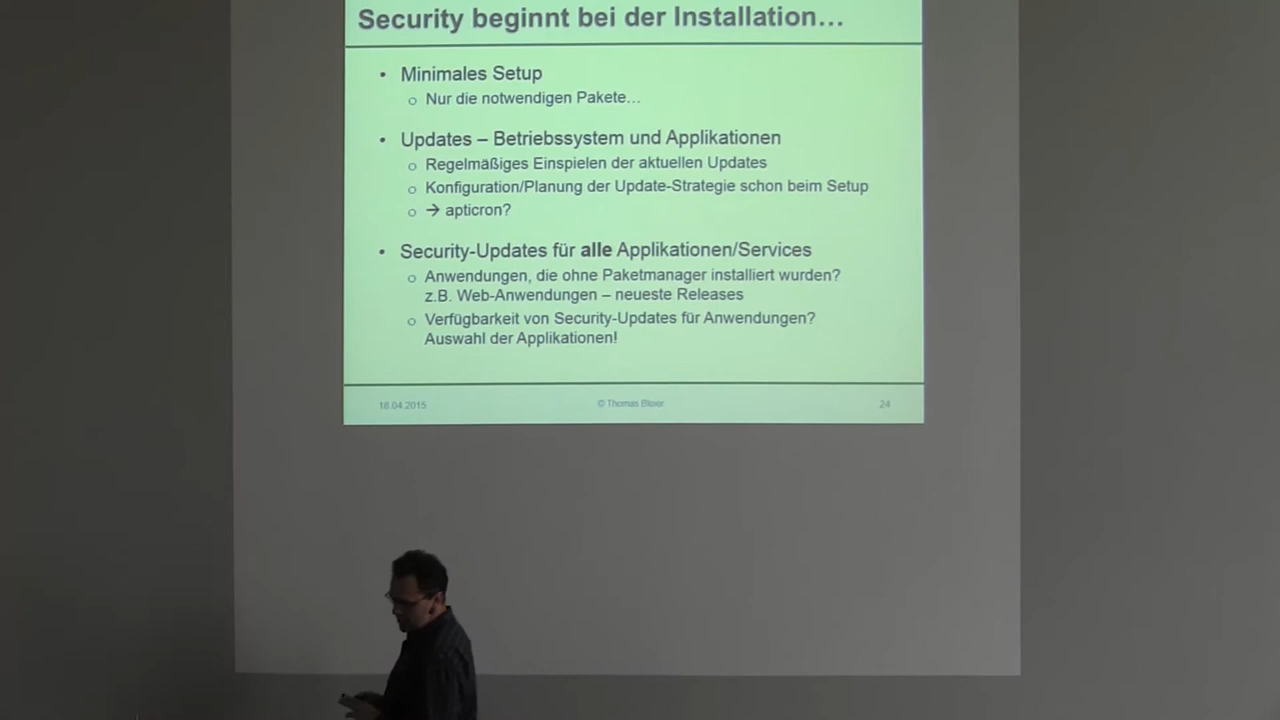 Security beginnt bei der Installation…
• Minimales Setup
o Nur die notwendigen Pakete…
• Updates – Betriebssystem und Applikationen
o Regelmäßiges Einspielen der aktuellen Updates
o Konfiguration/Planung der Update-Strategie schon beim Setup
o → apticron?
• Security-Updates für alle Applikationen/Services
o Anwendungen, die ohne Paketmanager installiert wurden?
z.B. Web-Anwendungen – neueste Releases
o Verfügbarkeit von Security-Updates für Anwendungen?
Auswahl der Applikationen!
18.04.2015 © Thomas Bleier 24